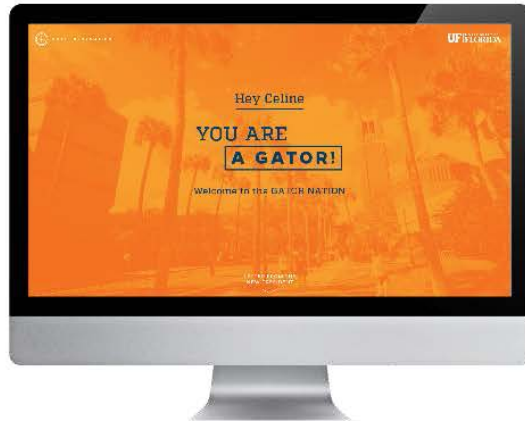 UF FLORIDA
Hey Celine
YOU ARE
A GATOR!
Welcome to the GATOR NATION